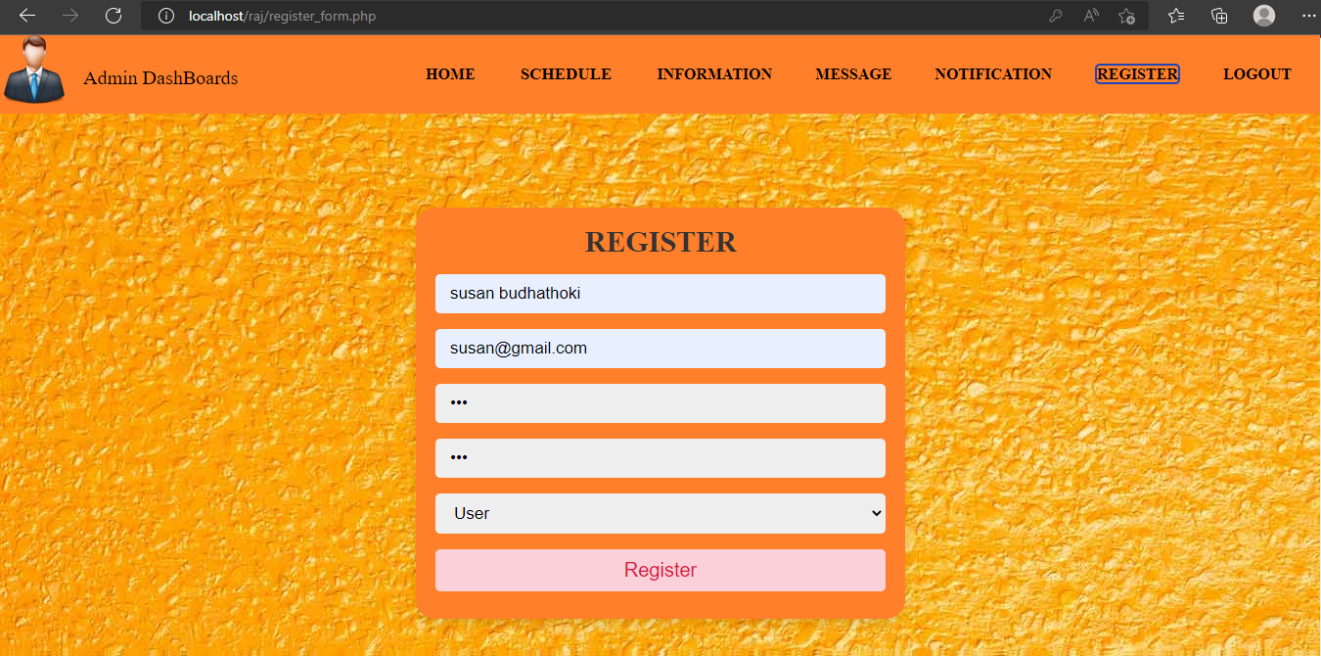 localhost/raj/register_form.php
Admin DashBoards
HOME SCHEDULE INFORMATION MESSAGE NOTIFICATION REGISTER LOGOUT
REGISTER
susan budhathoki
susan@gmail.com
•••
•••
User
Register